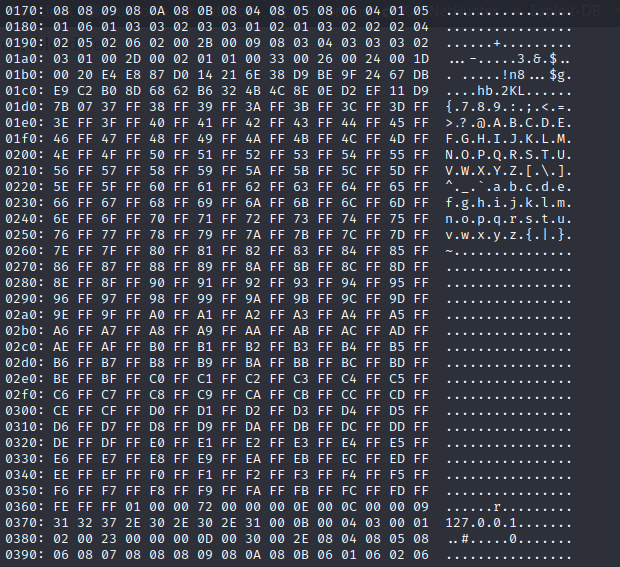 0170: 08 08 09 08 0A 08 0B 08 04 08 05 08 06 04 01 05  ................
0180: 01 06 01 03 03 02 03 03 01 02 01 03 02 02 02 04  ................
0190: 02 05 02 06 02 00 2B 00 09 08 03 04 03 03 03 02  ......+.........
01a0: 03 01 00 2D 00 02 01 01 00 33 00 26 00 24 00 1D  ...-.....3.&.$..
01b0: 00 20 E4 E8 87 D0 14 21 6E 38 D9 BE 9F 24 67 DB  . .....!n8...$g.
01c0: E9 C2 B0 8D 68 62 B6 32 4B 4C 8E 0E D2 EF 11 D9  ....hb.2KL......
01d0: 7B 07 37 FF 38 FF 39 FF 3A FF 3B FF 3C FF 3D FF  {.7.8.9.:.;.<.=.
01e0: 3E FF 3F FF 40 FF 41 FF 42 FF 43 FF 44 FF 45 FF  >.?.@.A.B.C.D.E.
01f0: 46 FF 47 FF 48 FF 49 FF 4A FF 4B FF 4C FF 4D FF  F.G.H.I.J.K.L.M.
0200: 4E FF 4F FF 50 FF 51 FF 52 FF 53 FF 54 FF 55 FF  N.O.P.Q.R.S.T.U.
0210: 56 FF 57 FF 58 FF 59 FF 5A FF 5B FF 5C FF 5D FF  V.W.X.Y.Z.[.\.].
0220: 5E FF 5F FF 60 FF 61 FF 62 FF 63 FF 64 FF 65 FF  ^._.`.a.b.c.d.e.
0230: 66 FF 67 FF 68 FF 69 FF 6A FF 6B FF 6C FF 6D FF  f.g.h.i.j.k.l.m.
0240: 6E FF 6F FF 70 FF 71 FF 72 FF 73 FF 74 FF 75 FF  n.o.p.q.r.s.t.u.
0250: 76 FF 77 FF 78 FF 79 FF 7A FF 7B FF 7C FF 7D FF  v.w.x.y.z.{.|.}.
0260: 7E FF 7F FF 80 FF 81 FF 82 FF 83 FF 84 FF 85 FF  ~...............
0270: 86 FF 87 FF 88 FF 89 FF 8A FF 8B FF 8C FF 8D FF  ................
0280: 8E FF 8F FF 90 FF 91 FF 92 FF 93 FF 94 FF 95 FF  ................
0290: 96 FF 97 FF 98 FF 99 FF 9A FF 9B FF 9C FF 9D FF  ................
02a0: 9E FF 9F FF A0 FF A1 FF A2 FF A3 FF A4 FF A5 FF  ................
02b0: A6 FF A7 FF A8 FF A9 FF AA FF AB FF AC FF AD FF  ................
02c0: AE FF AF FF B0 FF B1 FF B2 FF B3 FF B4 FF B5 FF  ................
02d0: B6 FF B7 FF B8 FF B9 FF BA FF BB FF BC FF BD FF  ................
02e0: BE FF BF FF C0 FF C1 FF C2 FF C3 FF C4 FF C5 FF  ................
02f0: C6 FF C7 FF C8 FF C9 FF CA FF CB FF CC FF CD FF  ................
0300: CE FF CF FF D0 FF D1 FF D2 FF D3 FF D4 FF D5 FF  ................
0310: D6 FF D7 FF D8 FF D9 FF DA FF DB FF DC FF DD FF  ................
0320: DE FF DF FF E0 FF E1 FF E2 FF E3 FF E4 FF E5 FF  ................
0330: E6 FF E7 FF E8 FF E9 FF EA FF EB FF EC FF ED FF  ................
0340: EE FF EF FF F0 FF F1 FF F2 FF F3 FF F4 FF F5 FF  ................
0350: F6 FF F7 FF F8 FF F9 FF FA FF FB FF FC FF FD FF  ................
0360: FE FF FF 01 00 00 72 00 00 00 0E 00 0C 00 00 09  ......r.........
0370: 31 32 37 2E 30 2E 30 2E 31 00 0B 00 04 03 00 01  127.0.0.1.......
0380: 02 00 23 00 00 00 0D 00 30 00 2E 08 04 08 05 08  ..#.....0.......
0390: 06 08 07 08 08 08 09 08 0A 08 0B 06 01 06 02 06  ................